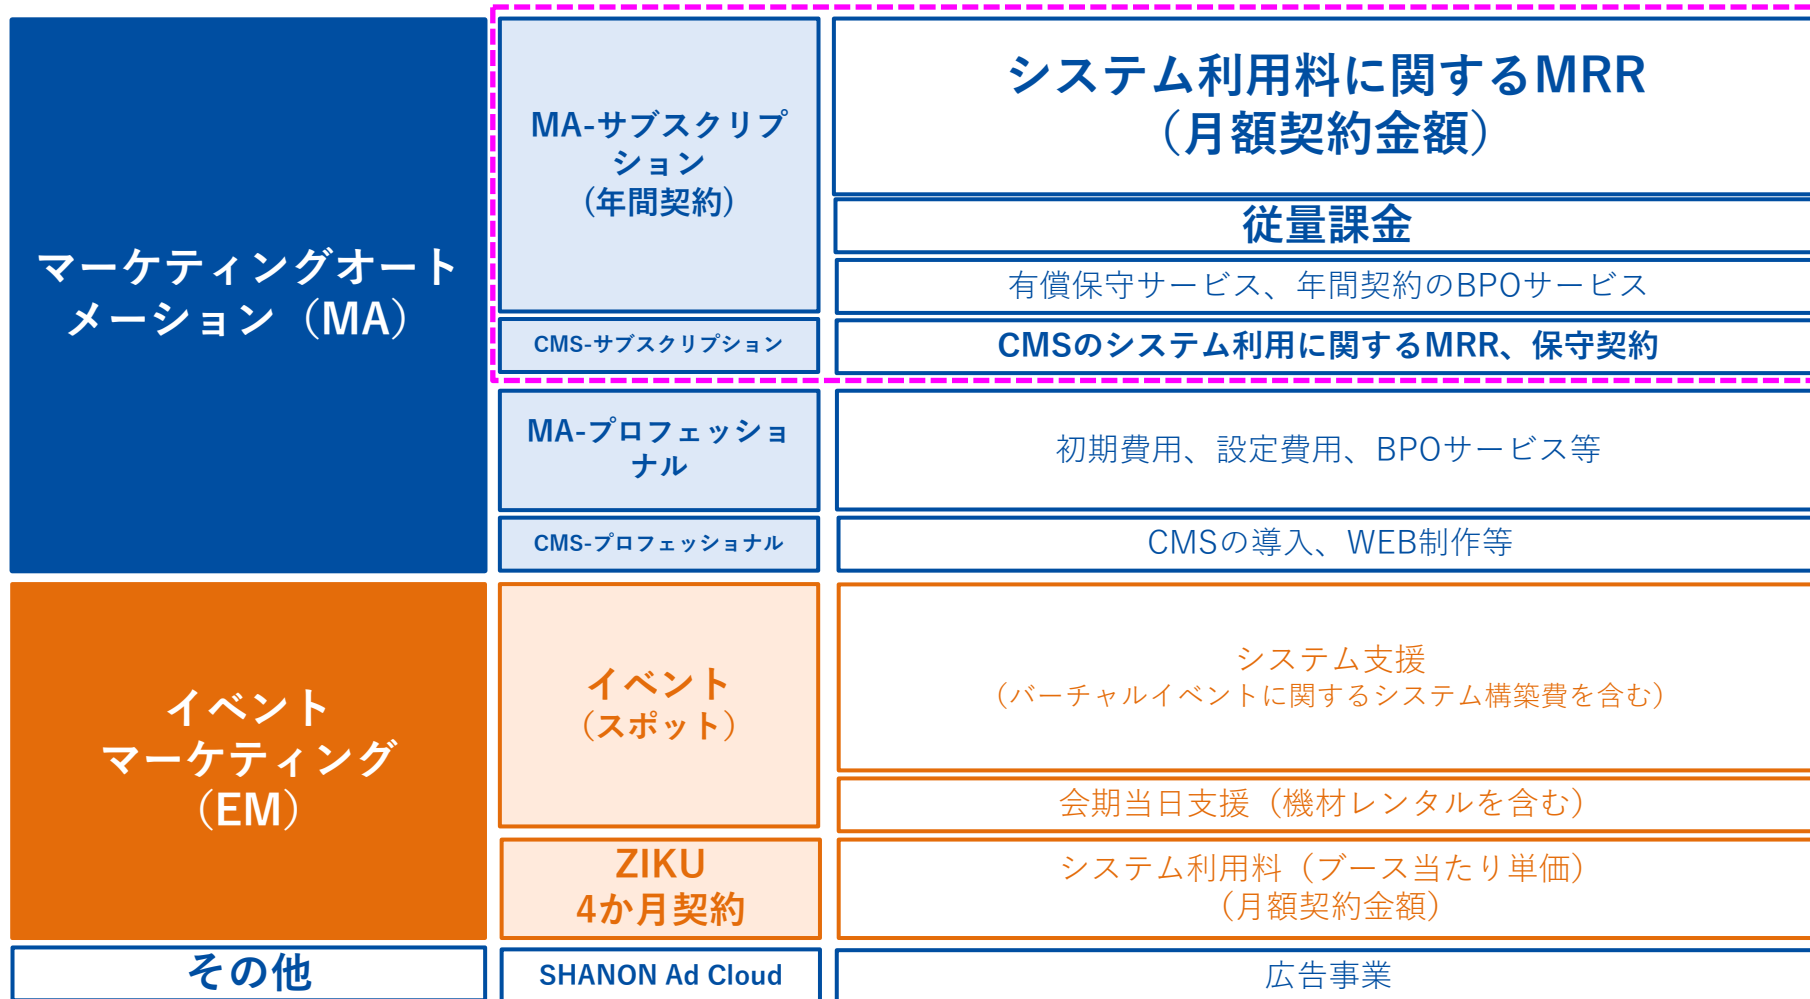 マーケティングオート
メーション（MA）
MA-サブスクリプ
ション
(年間契約)
システム利用料に関するMRR
（月額契約金額）
従量課金
有償保守サービス、年間契約のBPOサービス
CMS-サブスクリプション
CMSのシステム利用に関するMRR、保守契約
MA-プロフェッショ
ナル
初期費用、設定費用、BPOサービス等
CMS-プロフェッショナル
CMSの導入、WEB制作等
イベント
マーケティング
（EM）
イベント
（スポット）
システム支援
（バーチャルイベントに関するシステム構築費を含む）
会期当日支援（機材レンタルを含む）
ZIKU
4か月契約
システム利用料（ブース当たり単価）
（月額契約金額）
その他
SHANON Ad Cloud
広告事業